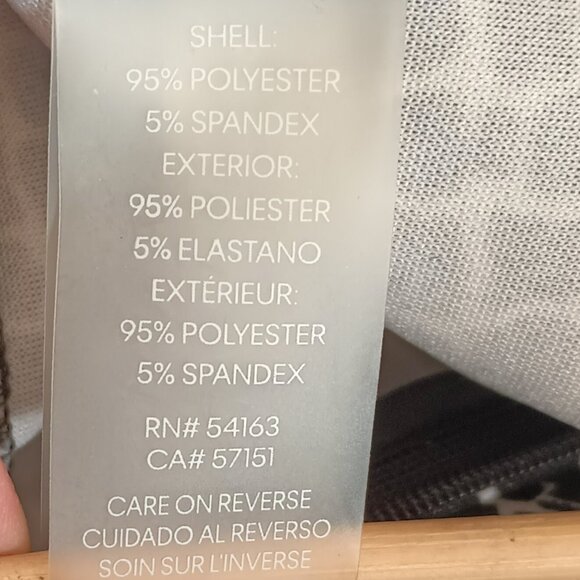 SHELL:
95% POLYESTER
5% SPANDEX
EXTERIOR:
95% POLIESTER
5% ELASTANO
EXTÉRIEUR:
95% POLYESTER
5% SPANDEX
RN# 54163
CA# 57151
CARE ON REVERSE
CUIDADO AL REVERSO
SOIN SUR L'INVERSE